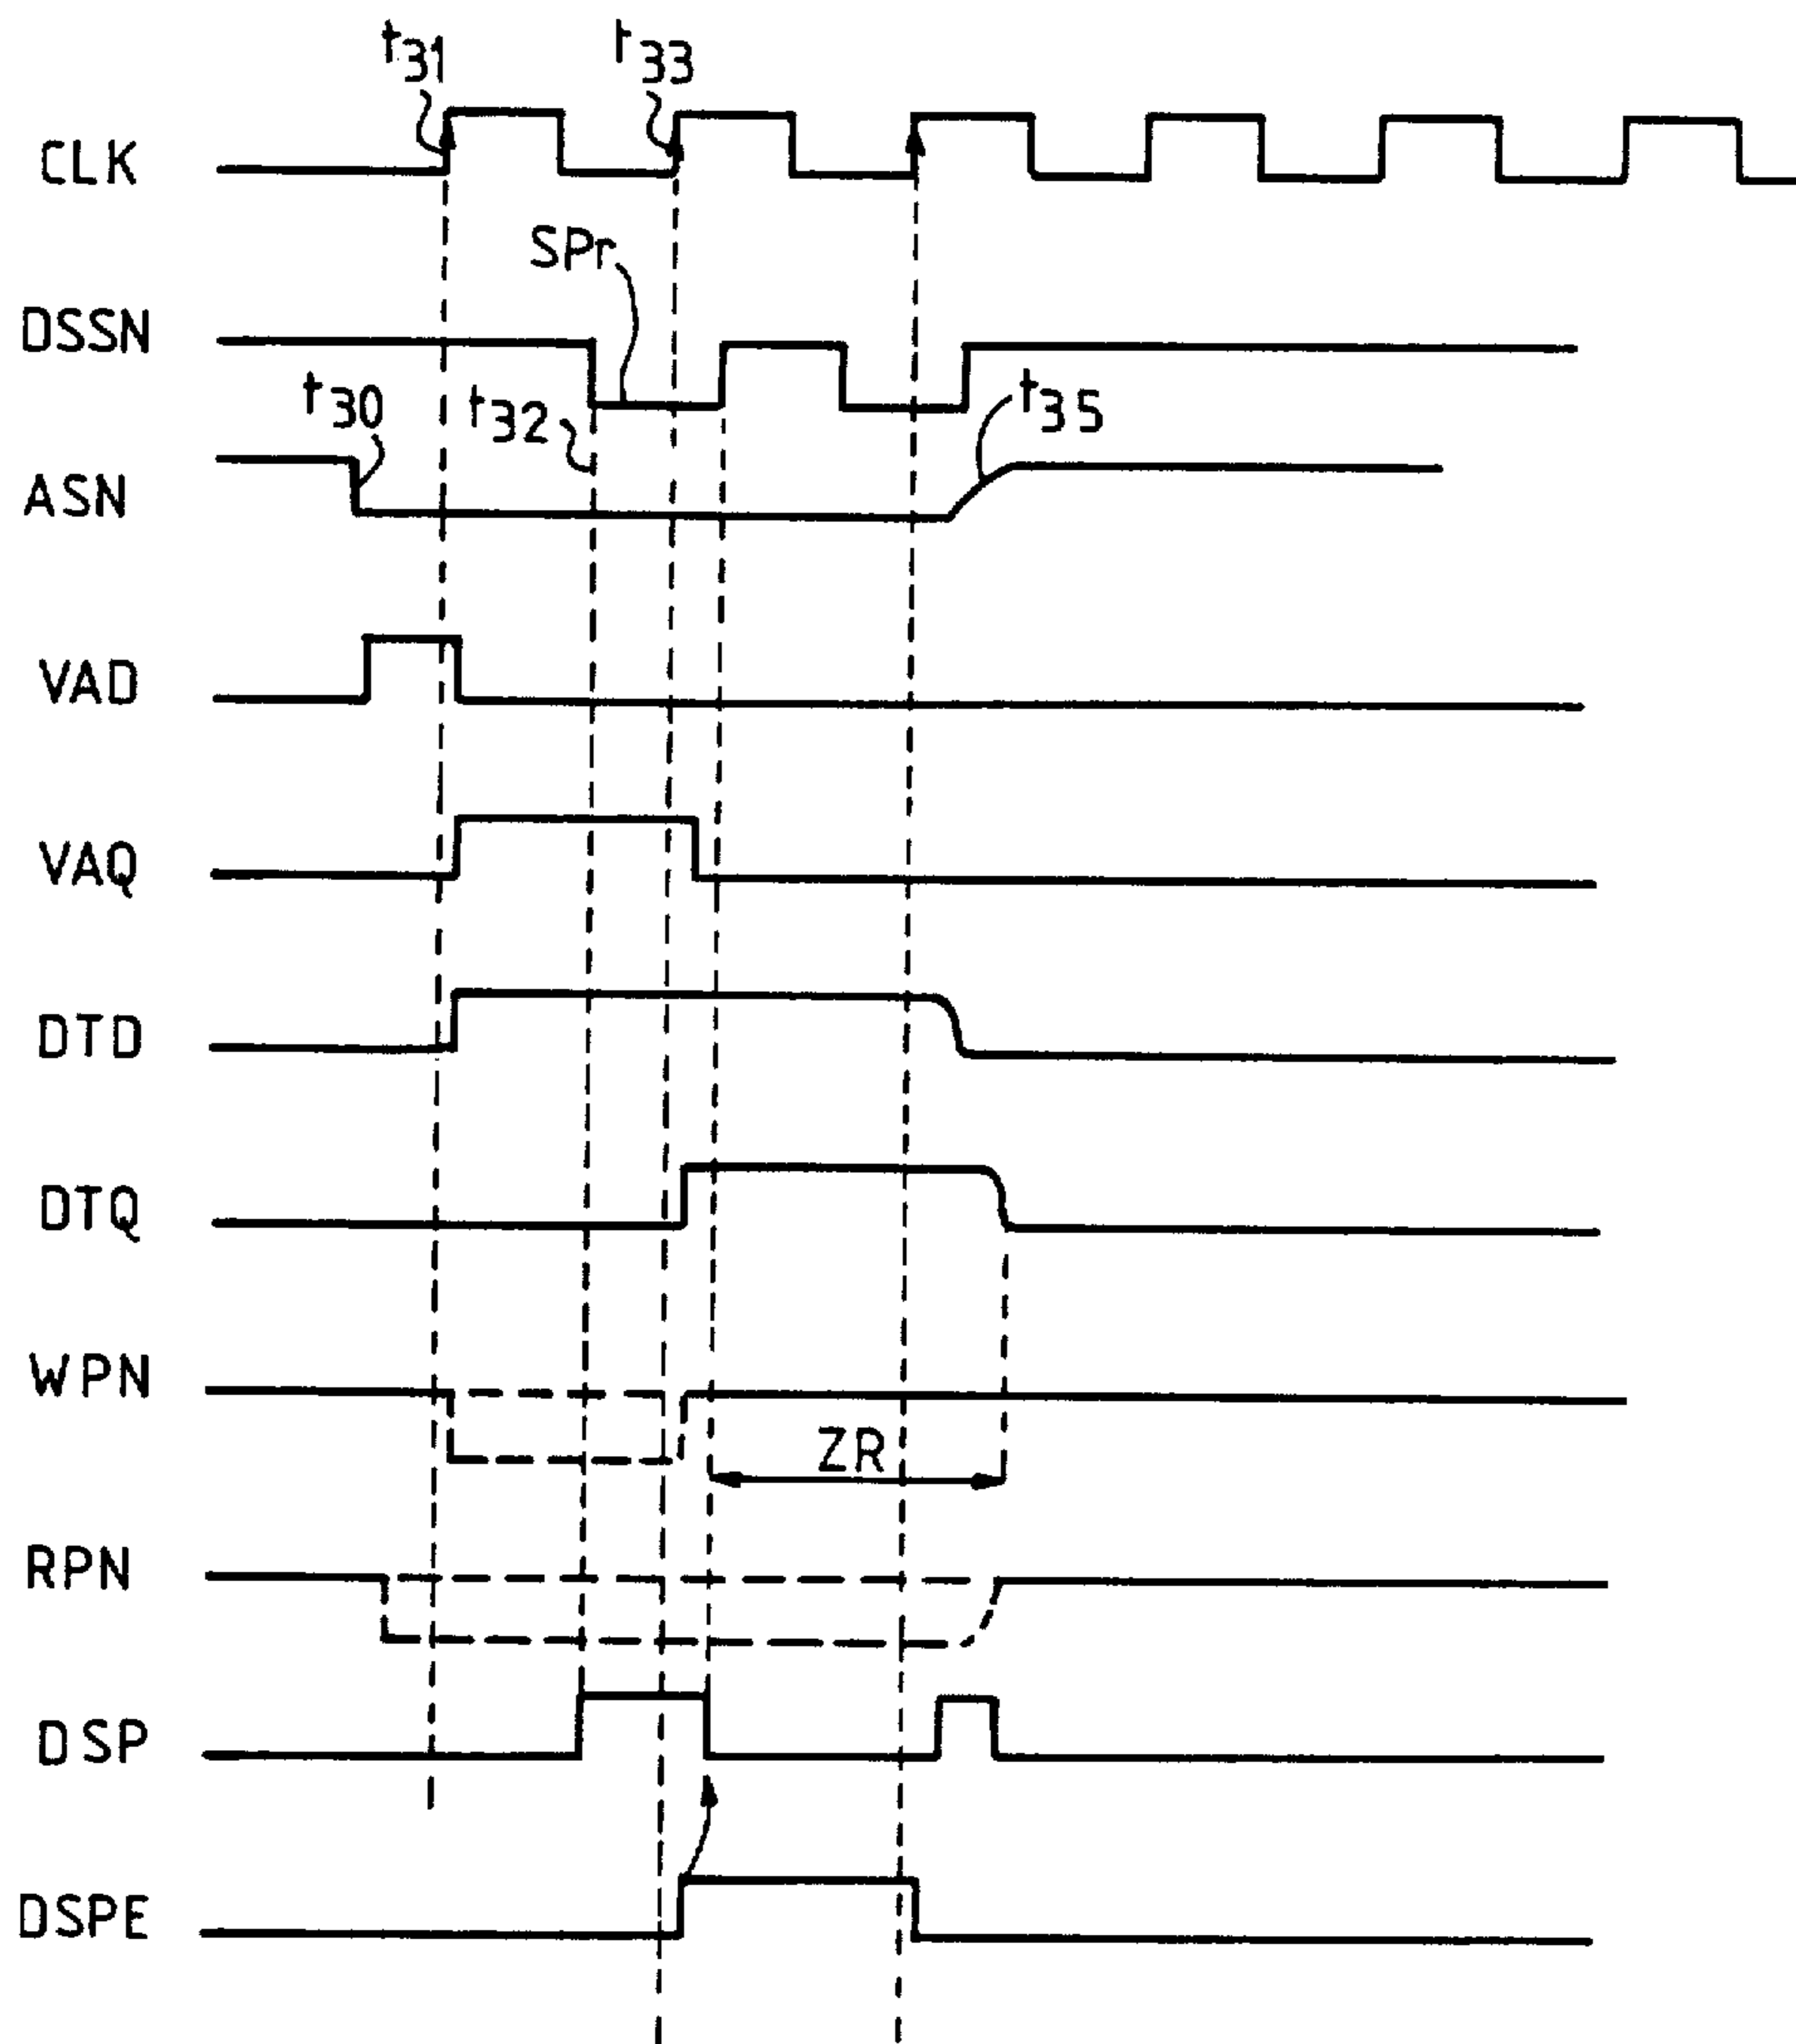 t31
t33
CLK
SPr
DSSN
t30
t32
t35
ASN
VAD
VAQ
DTD
DTQ
WPN
ZR
RPN
DSP
DSPE